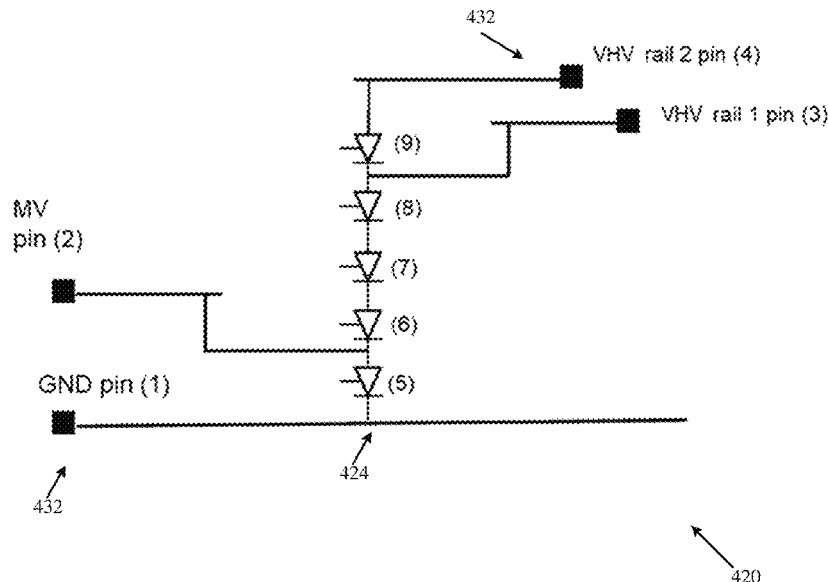 432
VHV rail 2 pin (4)
VHV rail 1 pin (3)
(9)
MV
pin (2)
(8)
(7)
(6)
GND pin (1)
(5)
424
432
420